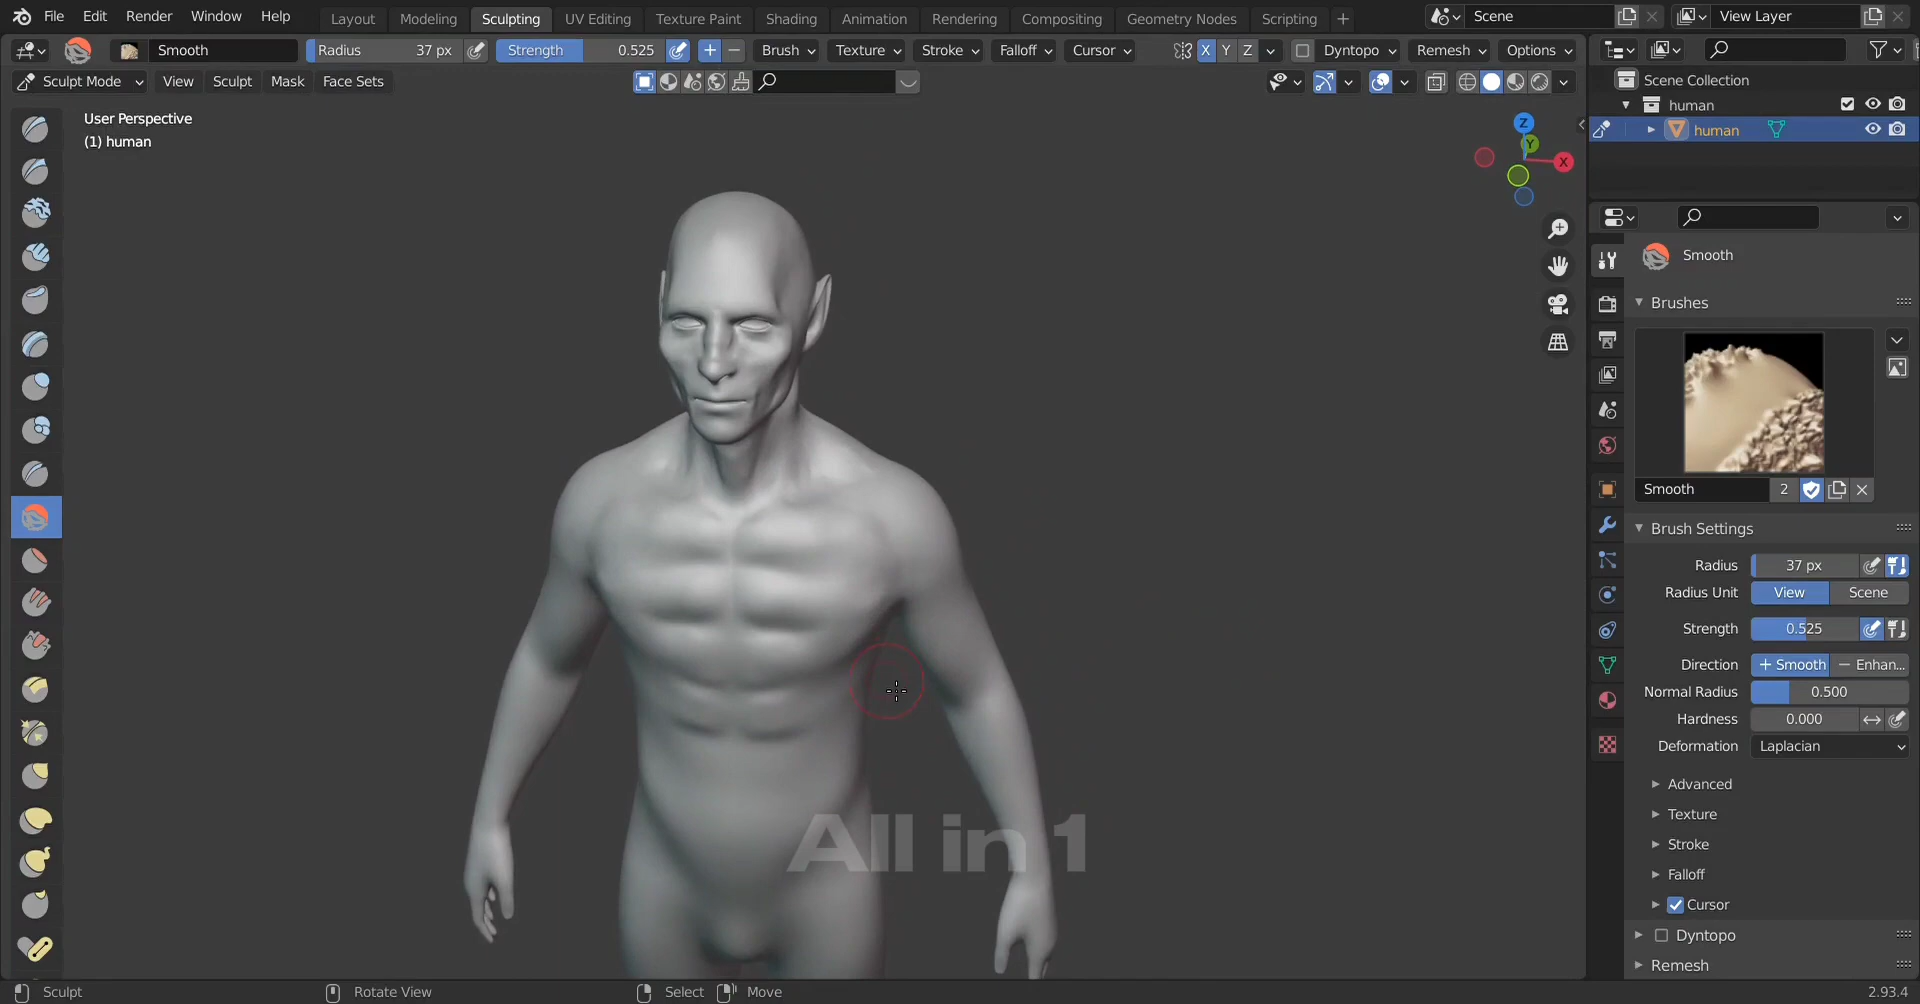 File Edit Render Window Help Layout Modeling Sculpting UV Editing Texture Paint Shading Animation Rendering Compositing Geometry Nodes Scripting + Scene View Layer
Smooth Radius 37 px Strength 0.525 + − Brush Texture Stroke Falloff Cursor X Y Z Dyntopo Remesh Options
Sculpt Mode View Sculpt Mask Face Sets
Scene Collection
human
human
User Perspective
(1) human
Z
Y
X
Smooth
Brushes
Smooth 2
Brush Settings
Radius 37 px
Radius Unit View Scene
Strength 0.525
Direction + Smooth − Enhan...
Normal Radius 0.500
Hardness 0.000
Deformation Laplacian
Advanced
Texture
Stroke
Falloff
Cursor
Dyntopo
Remesh
All in 1
Sculpt Rotate View Select Move 2.93.4